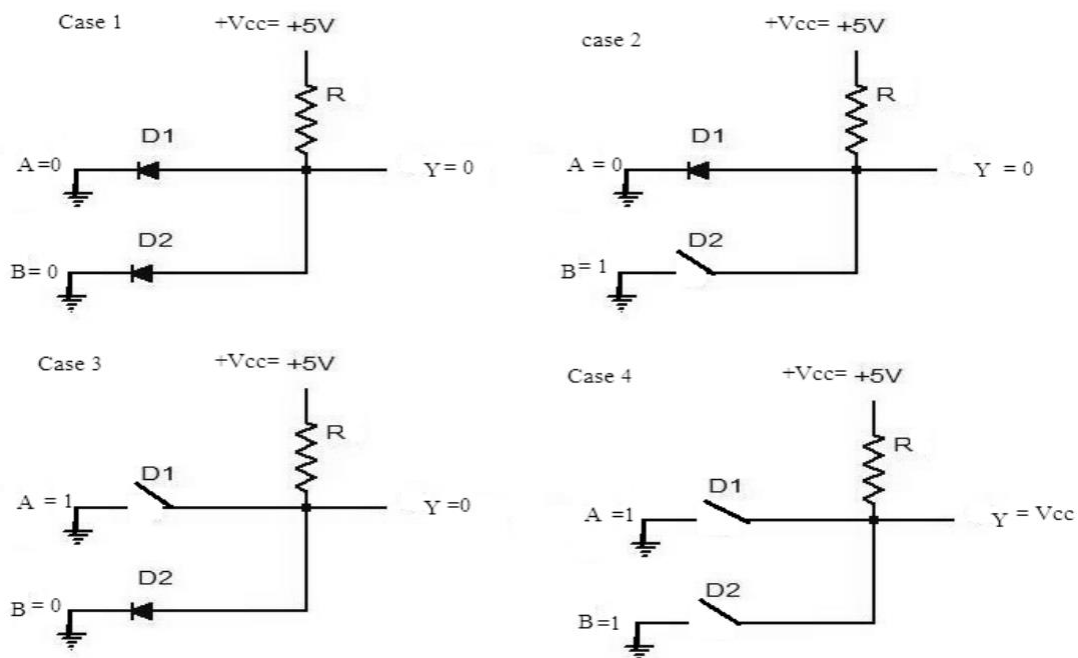 Case 1
+Vcc= +5V
R
D1
A =0
Y = 0
D2
B= 0
case 2
+Vcc= +5V
R
D1
A =0
Y = 0
D2
B= 1
Case 3
+Vcc= +5V
R
D1
A = 1
Y =0
D2
B = 0
Case 4
+Vcc= +5V
R
D1
A =1
Y = Vcc
D2
B =1